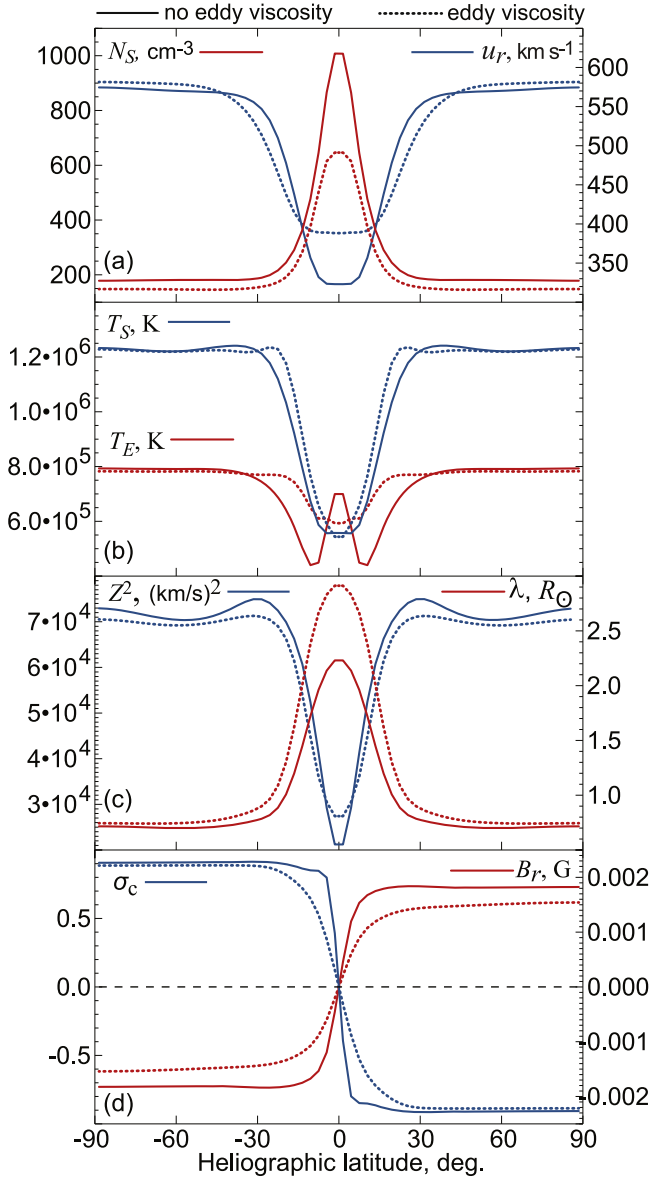 no eddy viscosity eddy viscosity
N_S, cm-3 u_r, km s-1
1000
800
600
400
200
600
550
500
450
400
350
(a)
T_S, K
1.2•10^6
1.0•10^6
T_E, K
8.0•10^5
6.0•10^5
(b)
Z^2, (km/s)^2 λ, R_⊙
7•10^4
6•10^4
5•10^4
4•10^4
3•10^4
2.5
2.0
1.5
1.0
(c)
σ_c B_r, G
0.5
0.0
-0.5
0.002
0.001
0.000
-0.001
-0.002
(d)
-90 -60 -30 0 30 60 90
Heliographic latitude, deg.